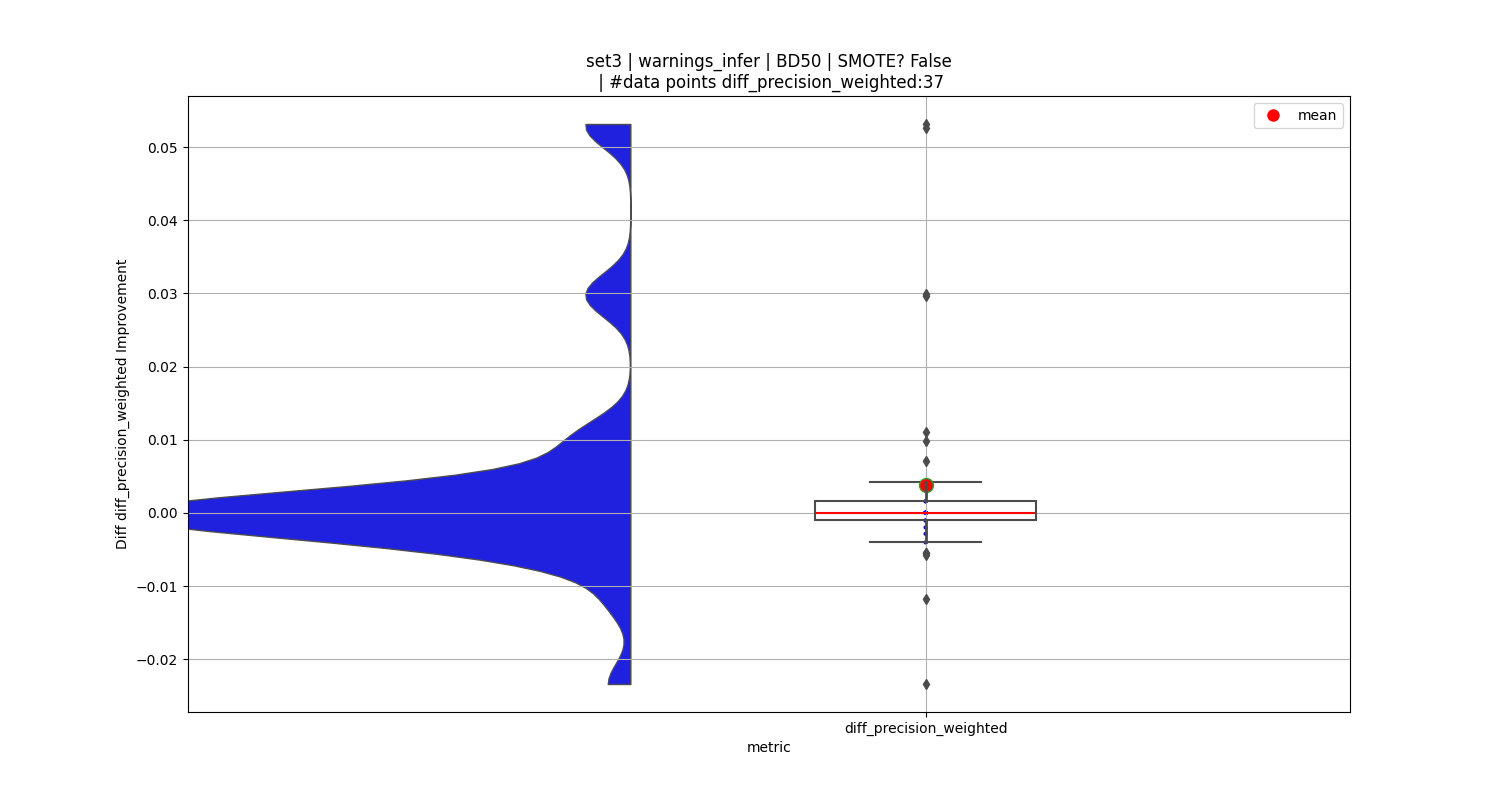 set3 | warnings_infer | BD50 | SMOTE? False
| #data points diff_precision_weighted:37
mean
0.05
0.04
0.03
0.02
0.01
0.00
−0.01
−0.02
Diff diff_precision_weighted Improvement
diff_precision_weighted
metric